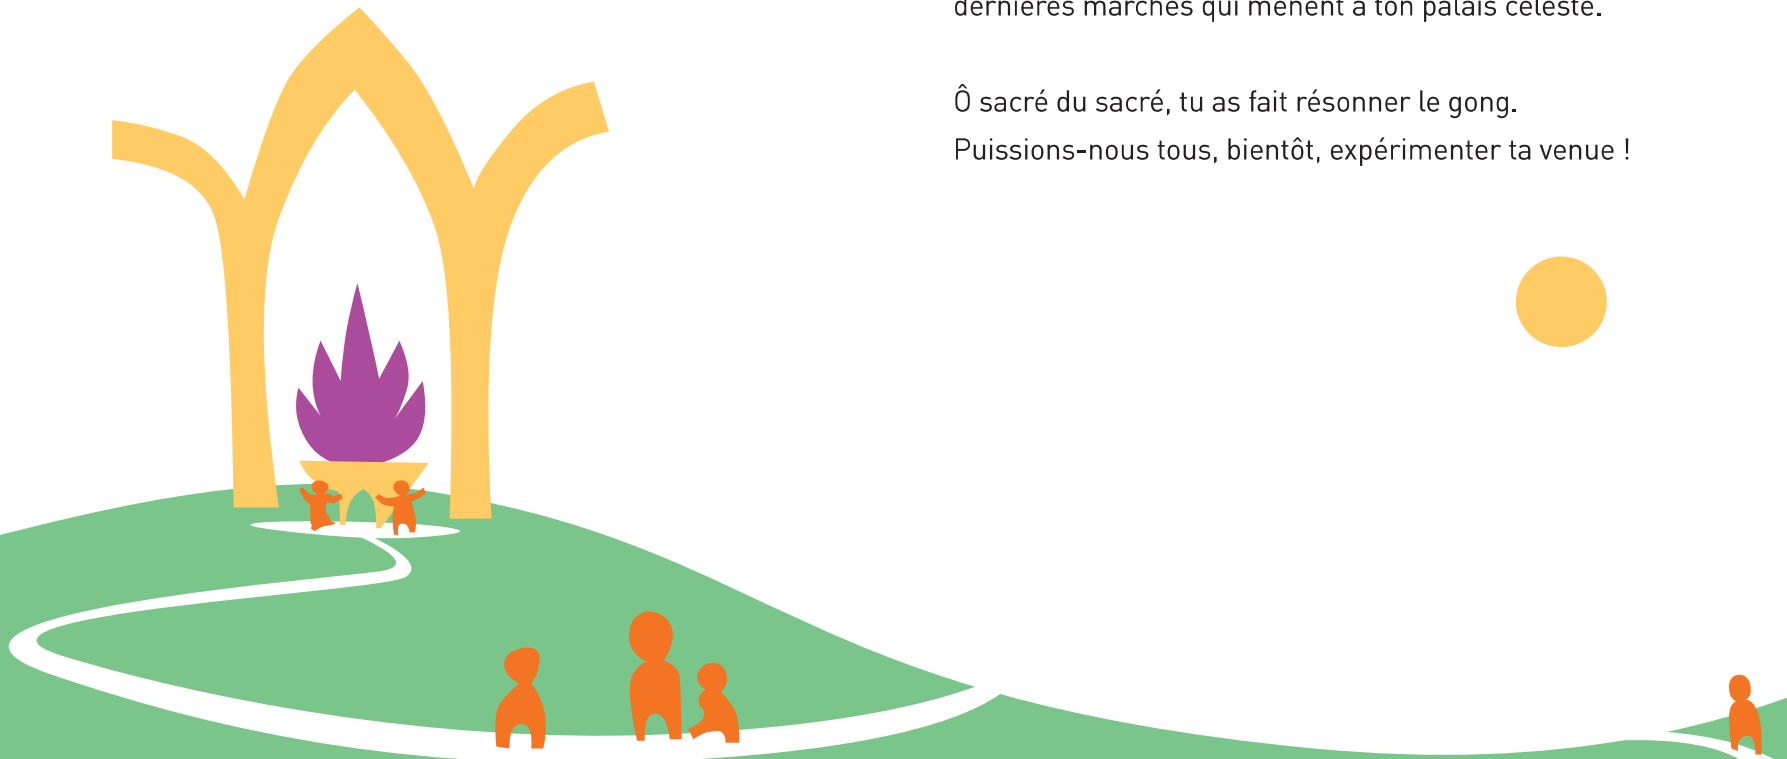 dernières marches qui mènent à ton palais céleste.
Ô sacré du sacré, tu as fait résonner le gong.
Puissions-nous tous, bientôt, expérimenter ta venue !